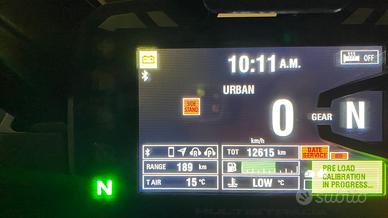 10:11 A.M.
OFF
URBAN
SIDE
STAND
0
GEAR
N
km/h
TOT 12615 km
DATE
SERVICE
RANGE 189 km
T AIR 15 °C
LOW °C
PRE LOAD
CALIBRATION
IN PROGRESS...
N
subito